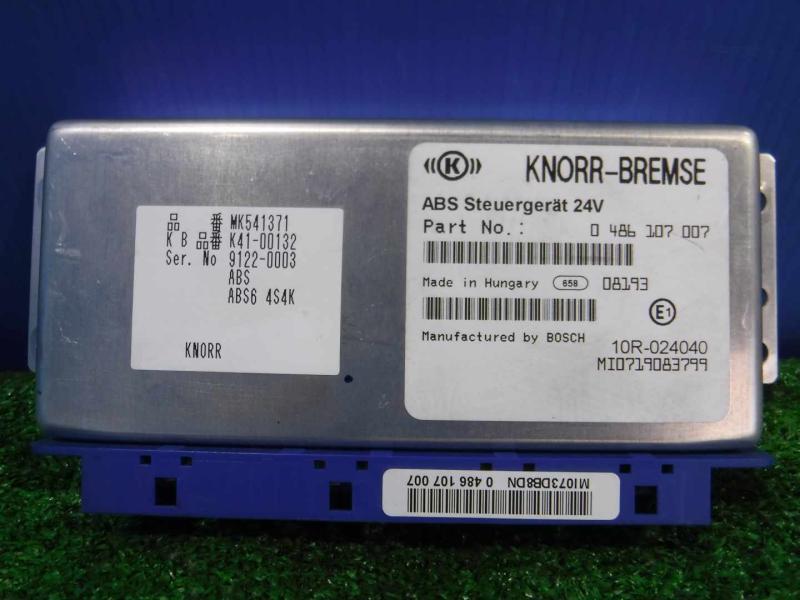 品 番 MK541371
K B 品番 K41-00132
Ser. No 9122-0003
ABS
ABS6 4S4K
KNORR
((K)) KNORR-BREMSE
ABS Steuergerät 24V
Part No.: 0 486 107 007
Made in Hungary 658 08193
Manufactured by BOSCH
E1
10R-024040
MI0719083799
MI073DB8DN 0 486 107 007